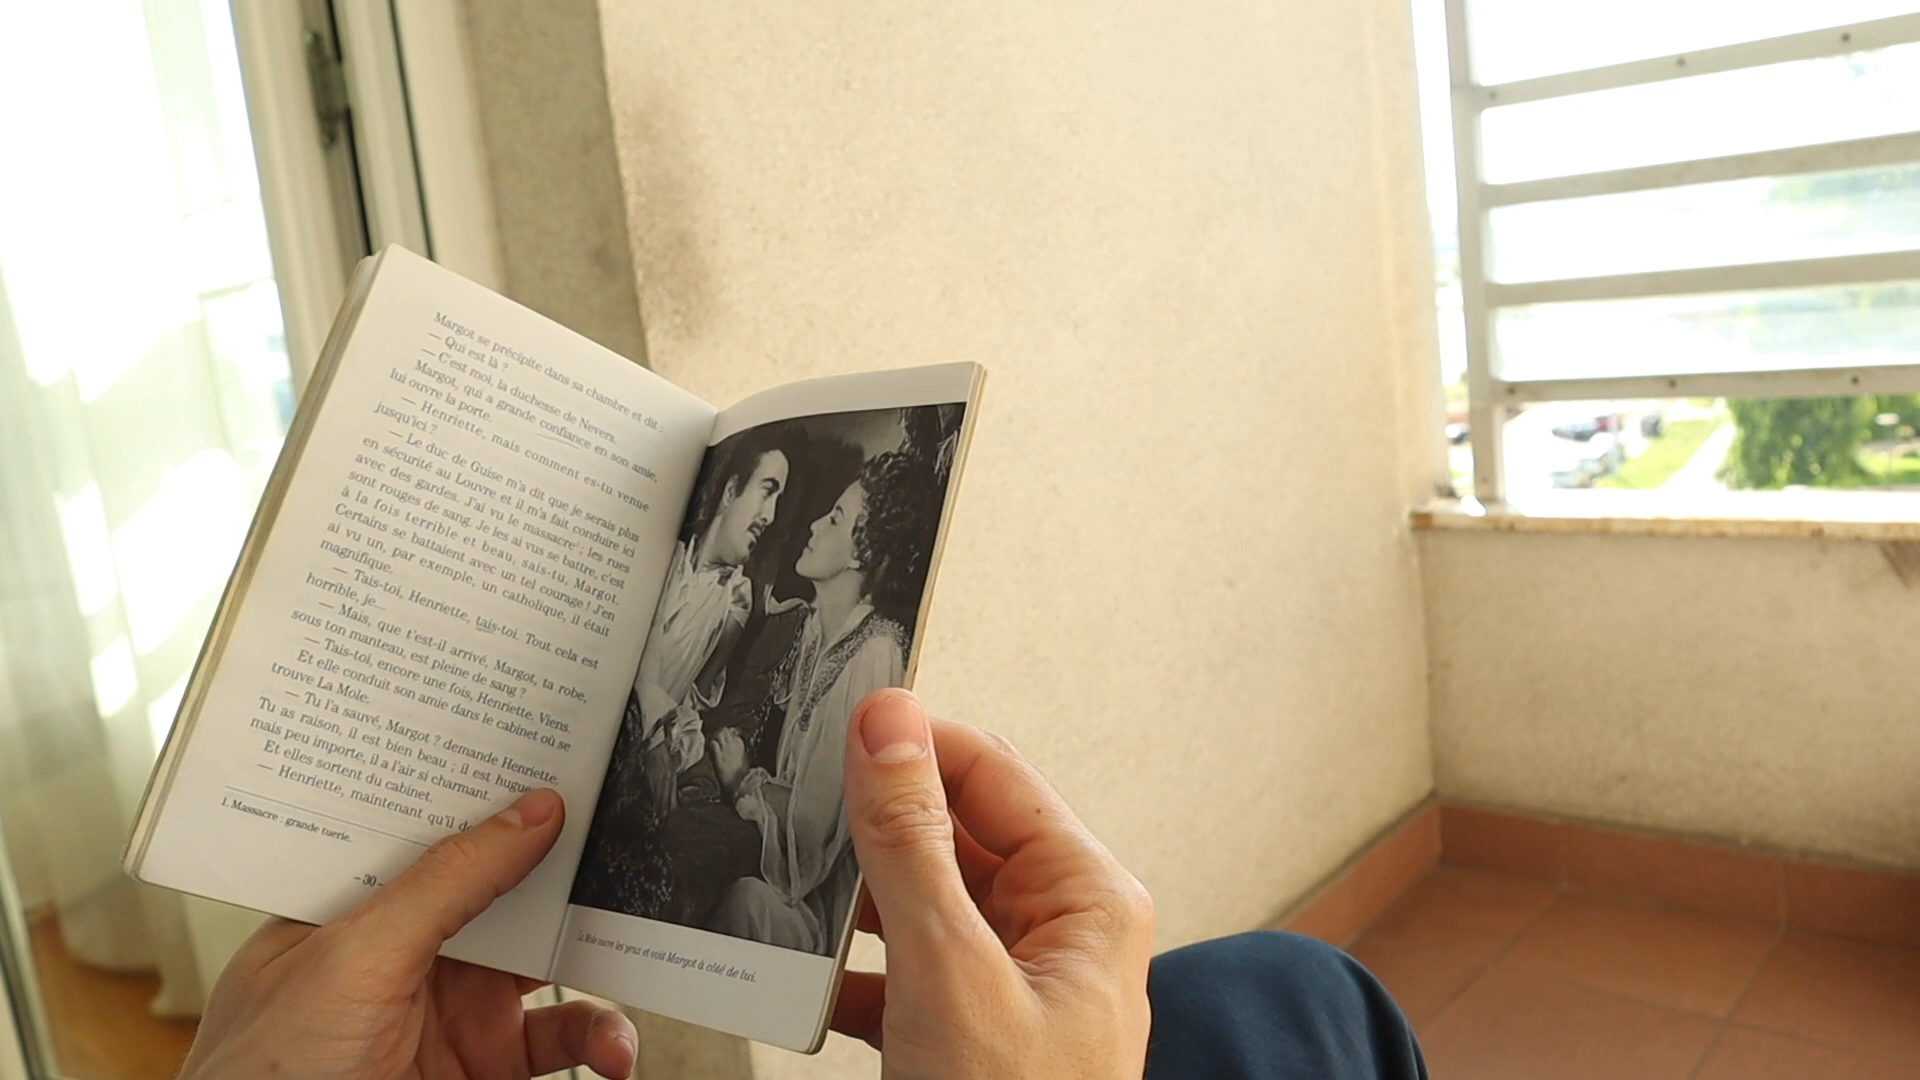 Margot se précipite dans sa chambre et dit :
— Qui est là ?
— C'est moi, la duchesse de Nevers.
Margot, qui a grande confiance en son amie,
lui ouvre la porte.
— Henriette, mais comment es-tu venue
jusqu'ici ?
— Le duc de Guise m'a dit que je serais plus
en sécurité au Louvre et il m'a fait conduire ici
avec des gardes. J'ai vu le massacre¹ ; les rues
sont rouges de sang. Je les ai vus se battre, c'est
à la fois terrible et beau, sais-tu, Margot.
Certains se battaient avec un tel courage ! J'en
ai vu un, par exemple, un catholique, il était
magnifique.
— Tais-toi, Henriette, tais-toi. Tout cela est
horrible, je...
— Mais, que t'est-il arrivé, Margot, ta robe,
sous ton manteau, est pleine de sang ?
— Tais-toi, encore une fois, Henriette. Viens.
Et elle conduit son amie dans le cabinet où se
trouve La Mole.
— Tu l'a sauvé, Margot ? demande Henriette.
Tu as raison, il est bien beau ; il est hugue
mais peu importe, il a l'air si charmant.
Et elles sortent du cabinet.
— Henriette, maintenant qu'il
1. Massacre : grande tuerie.
– 30 –
La Mole ouvre les yeux et voit Margot à côté de lui.